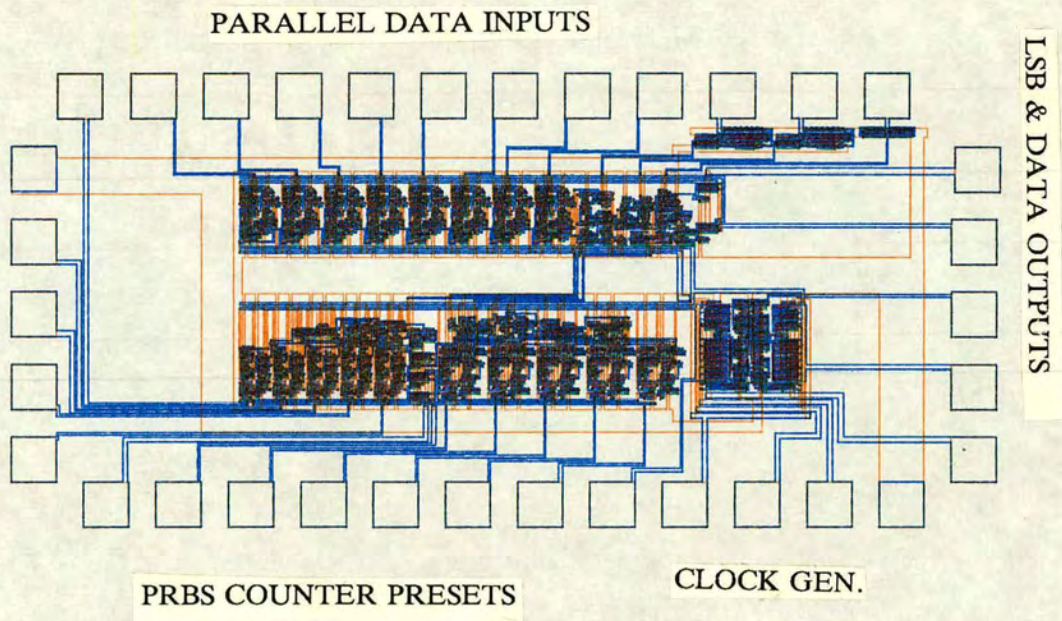 PARALLEL DATA INPUTS
LSB & DATA OUTPUTS
PRBS COUNTER PRESETS
CLOCK GEN.